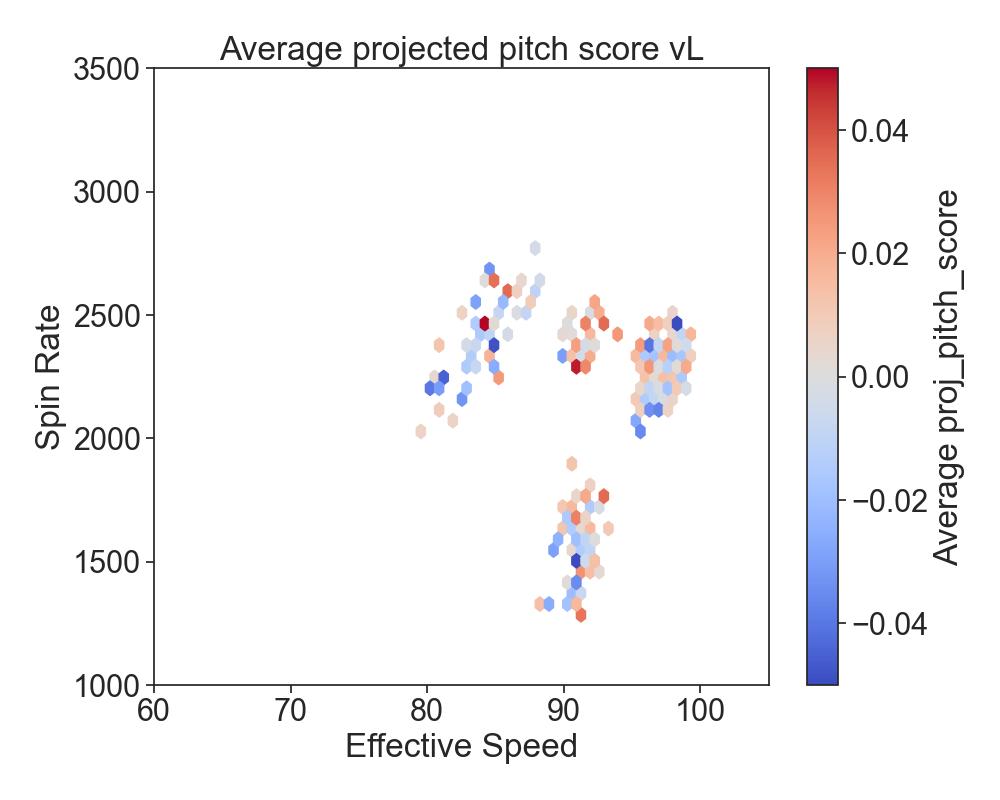 Average projected pitch score vL
3500
3000
2500
2000
1500
1000
Spin Rate
60 70 80 90 100
Effective Speed
0.04
0.02
0.00
−0.02
−0.04
Average proj_pitch_score